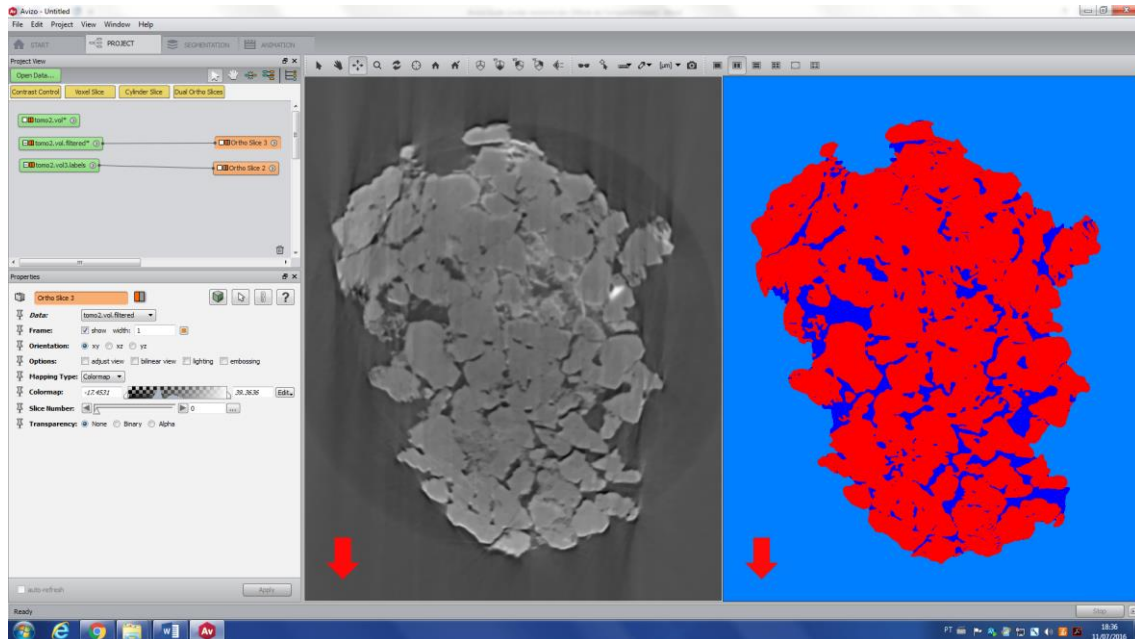 Avizo - Untitled
File Edit Project View Window Help
START PROJECT SEGMENTATION ANIMATION
Project View
Open Data...
Contrast Control Voxel Slice Cylinder Slice Dual Ortho Slices
tomo2.vol*
tomo2.vol.filtered* Ortho Slice 3
tomo2.vol3.labels Ortho Slice 2
Properties
Ortho Slice 3
Data: tomo2.vol.filtered
Frame: show width: 1
Orientation: xy xz yz
Options: adjust view bilinear view lighting embossing
Mapping Type: Colormap
Colormap: -17.4531 39.3636 Edit
Slice Number: 0 ...
Transparency: None Binary Alpha
auto refresh Apply
Ready Stop
PT 18:36
11/02/2016